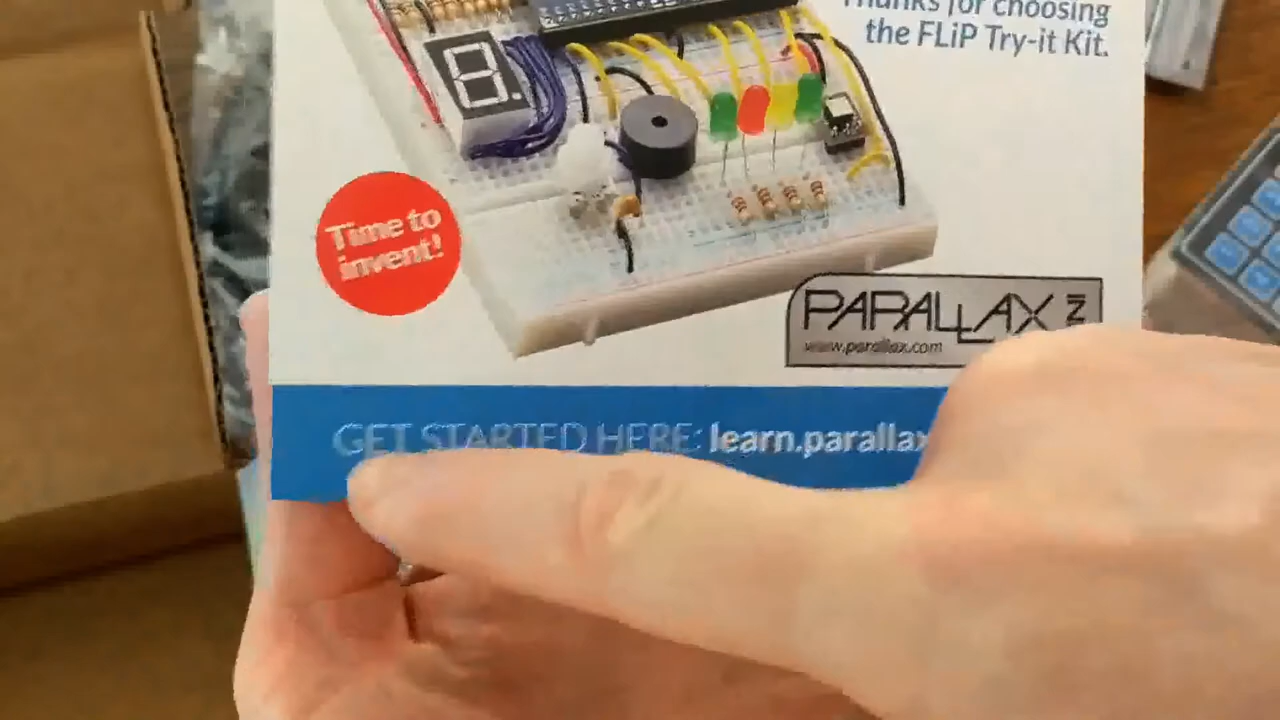 Thanks for choosing
the FLiP Try-it Kit.
Time to
invent!
PARALLAX INC
www.parallax.com
GET STARTED HERE: learn.parallax